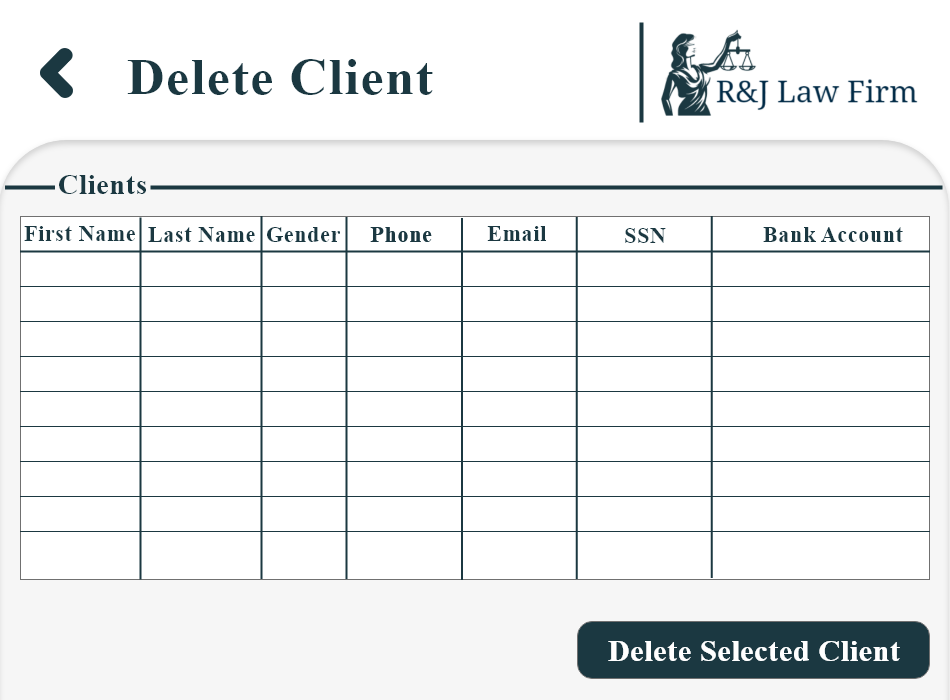 Delete Client
R&J Law Firm
Clients
First Name Last Name Gender Phone Email SSN Bank Account
Delete Selected Client